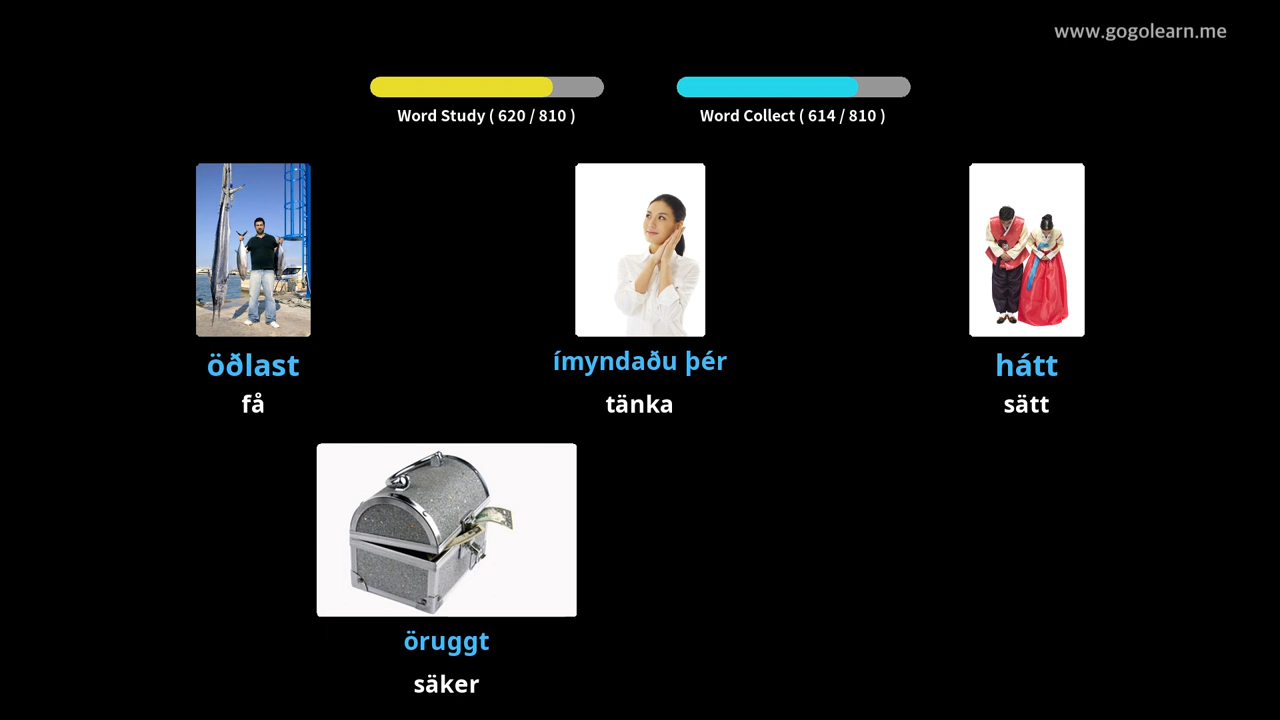 www.gogolearn.me
Word Study ( 620 / 810 )
Word Collect ( 614 / 810 )
öðlast
få
ímyndaðu þér
tänka
hátt
sätt
öruggt
säker